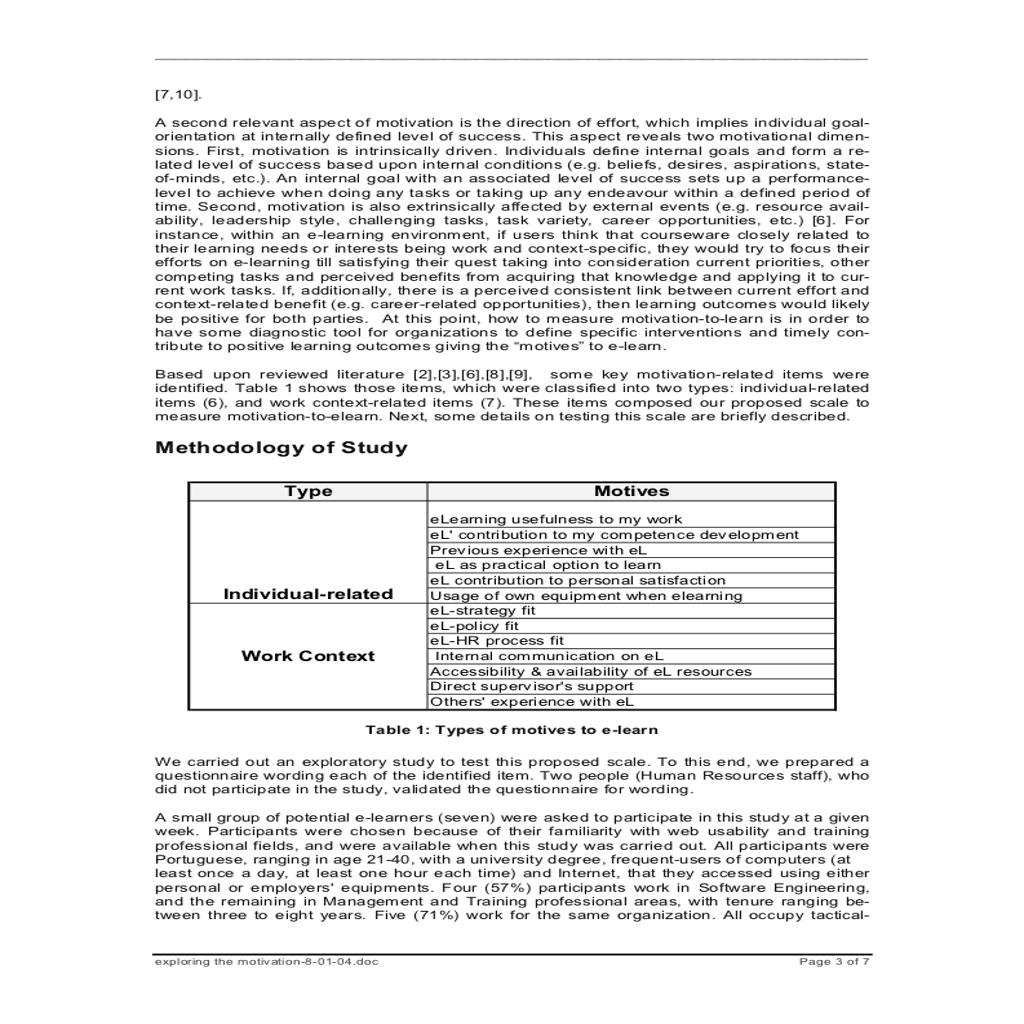 [7,10].
A second relevant aspect of motivation is the direction of effort, which implies individual goal-
orientation at internally defined level of success. This aspect reveals two motivational dimen-
sions. First, motivation is intrinsically driven. Individuals define internal goals and form a re-
lated level of success based upon internal conditions (e.g. beliefs, desires, aspirations, state-
of-minds, etc.). An internal goal with an associated level of success sets up a performance-
level to achieve when doing any tasks or taking up any endeavour within a defined period of
time. Second, motivation is also extrinsically affected by external events (e.g. resource avail-
ability, leadership style, challenging tasks, task variety, career opportunities, etc.) [6]. For
instance, within an e-learning environment, if users think that courseware closely related to
their learning needs or interests being work and context-specific, they would try to focus their
efforts on e-learning till satisfying their quest taking into consideration current priorities, other
competing tasks and perceived benefits from acquiring that knowledge and applying it to cur-
rent work tasks. If, additionally, there is a perceived consistent link between current effort and
context-related benefit (e.g. career-related opportunities), then learning outcomes would likely
be positive for both parties.  At this point, how to measure motivation-to-learn is in order to
have some diagnostic tool for organizations to define specific interventions and timely con-
tribute to positive learning outcomes giving the “motives” to e-learn.
Based upon reviewed literature [2],[3],[6],[8],[9],  some key motivation-related items were
identified. Table 1 shows those items, which were classified into two types: individual-related
items (6), and work context-related items (7). These items composed our proposed scale to
measure motivation-to-elearn. Next, some details on testing this scale are briefly described.
Methodology of Study
Type Motives
eLearning usefulness to my work
eL' contribution to my competence development
Previous experience with eL
eL as practical option to learn
eL contribution to personal satisfaction
Individual-related Usage of own equipment when elearning
eL-strategy fit
eL-policy fit
eL-HR process fit
Work Context Internal communication on eL
Accessibility & availability of eL resources
Direct supervisor's support
Others' experience with eL
Table 1: Types of motives to e-learn
We carried out an exploratory study to test this proposed scale. To this end, we prepared a
questionnaire wording each of the identified item. Two people (Human Resources staff), who
did not participate in the study, validated the questionnaire for wording.
A small group of potential e-learners (seven) were asked to participate in this study at a given
week. Participants were chosen because of their familiarity with web usability and training
professional fields, and were available when this study was carried out. All participants were
Portuguese, ranging in age 21-40, with a university degree, frequent-users of computers (at
least once a day, at least one hour each time) and Internet, that they accessed using either
personal or employers' equipments. Four (57%) participants work in Software Engineering,
and the remaining in Management and Training professional areas, with tenure ranging be-
tween three to eight years. Five (71%) work for the same organization. All occupy tactical-
exploring the motivation-8-01-04.doc Page 3 of 7